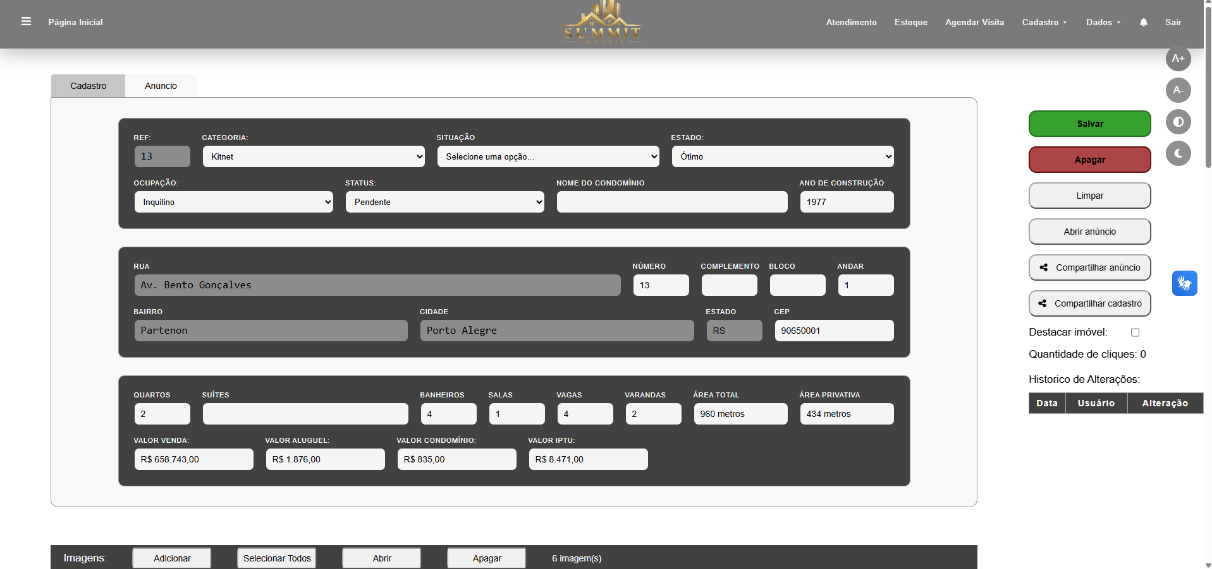 Página Inicial
SUMMIT
Atendimento
Estoque
Agendar Visita
Cadastro
Dados
Sair
A+
A-
Cadastro
Anuncio
REF:
CATEGORIA:
SITUAÇÃO
ESTADO:
13
Kitnet
Selecione uma opção...
Ótimo
OCUPAÇÃO:
STATUS:
NOME DO CONDOMÍNIO
ANO DE CONSTRUÇÃO
Inquilino
Pendente
1977
RUA
NÚMERO
COMPLEMENTO
BLOCO
ANDAR
Av. Bento Gonçalves
13
1
BAIRRO
CIDADE
ESTADO
CEP
Partenon
Porto Alegre
RS
90650001
QUARTOS
SUÍTES
BANHEIROS
SALAS
VAGAS
VARANDAS
ÁREA TOTAL
ÁREA PRIVATIVA
2
4
1
4
2
960 metros
434 metros
VALOR VENDA:
VALOR ALUGUEL:
VALOR CONDOMÍNIO:
VALOR IPTU:
R$ 658.743,00
R$ 1.876,00
R$ 835,00
R$ 8.471,00
Salvar
Apagar
Limpar
Abrir anúncio
Compartilhar anúncio
Compartilhar cadastro
Destacar imóvel:
Quantidade de cliques: 0
Historico de Alterações:
Data
Usuário
Alteração
Imagens:
Adicionar
Selecionar Todos
Abrir
Apagar
6 imagem(s)